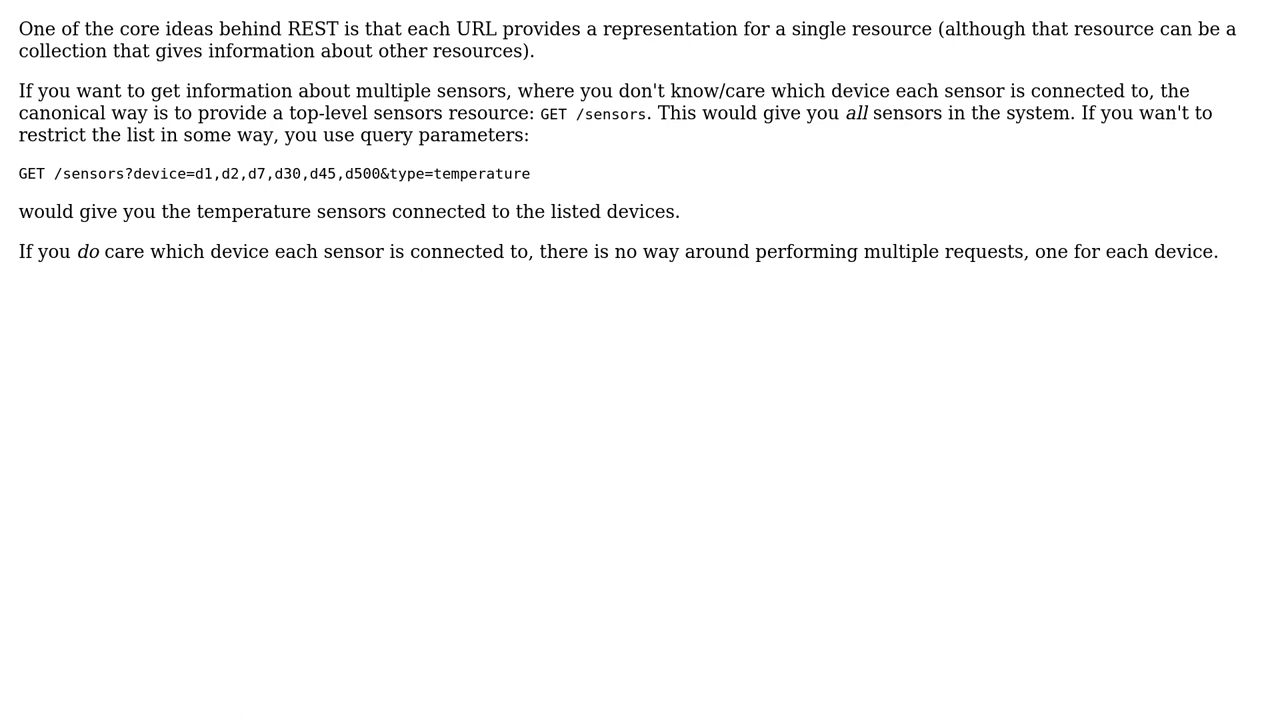 One of the core ideas behind REST is that each URL provides a representation for a single resource (although that resource can be a
collection that gives information about other resources).
If you want to get information about multiple sensors, where you don't know/care which device each sensor is connected to, the
canonical way is to provide a top-level sensors resource: GET /sensors. This would give you all sensors in the system. If you wan't to
restrict the list in some way, you use query parameters:
GET /sensors?device=d1,d2,d7,d30,d45,d500&type=temperature
would give you the temperature sensors connected to the listed devices.
If you do care which device each sensor is connected to, there is no way around performing multiple requests, one for each device.